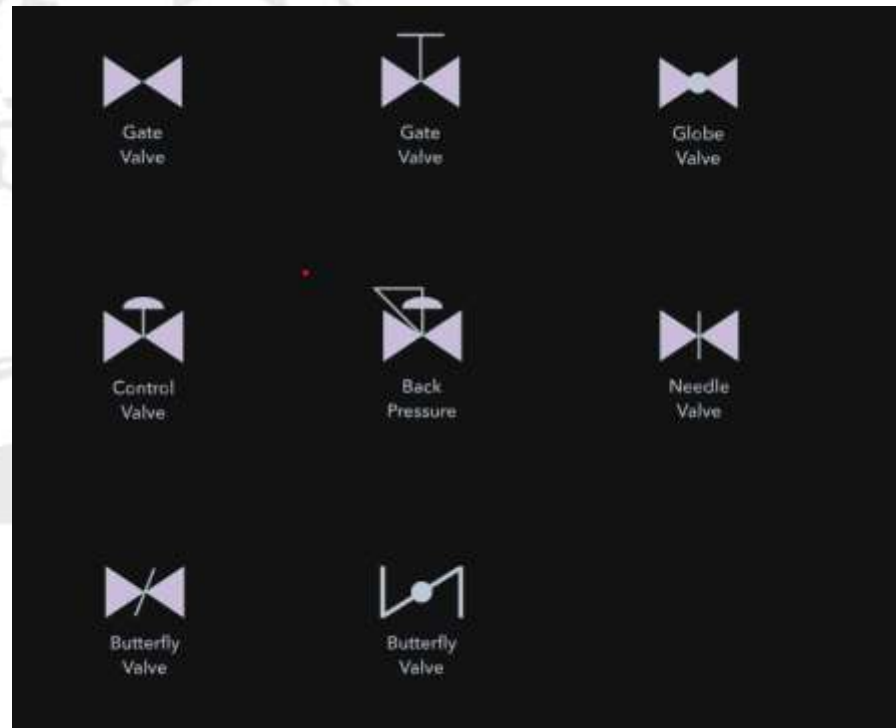 Gate
Valve
Gate
Valve
Globe
Valve
Control
Valve
Back
Pressure
Needle
Valve
Butterfly
Valve
Butterfly
Valve